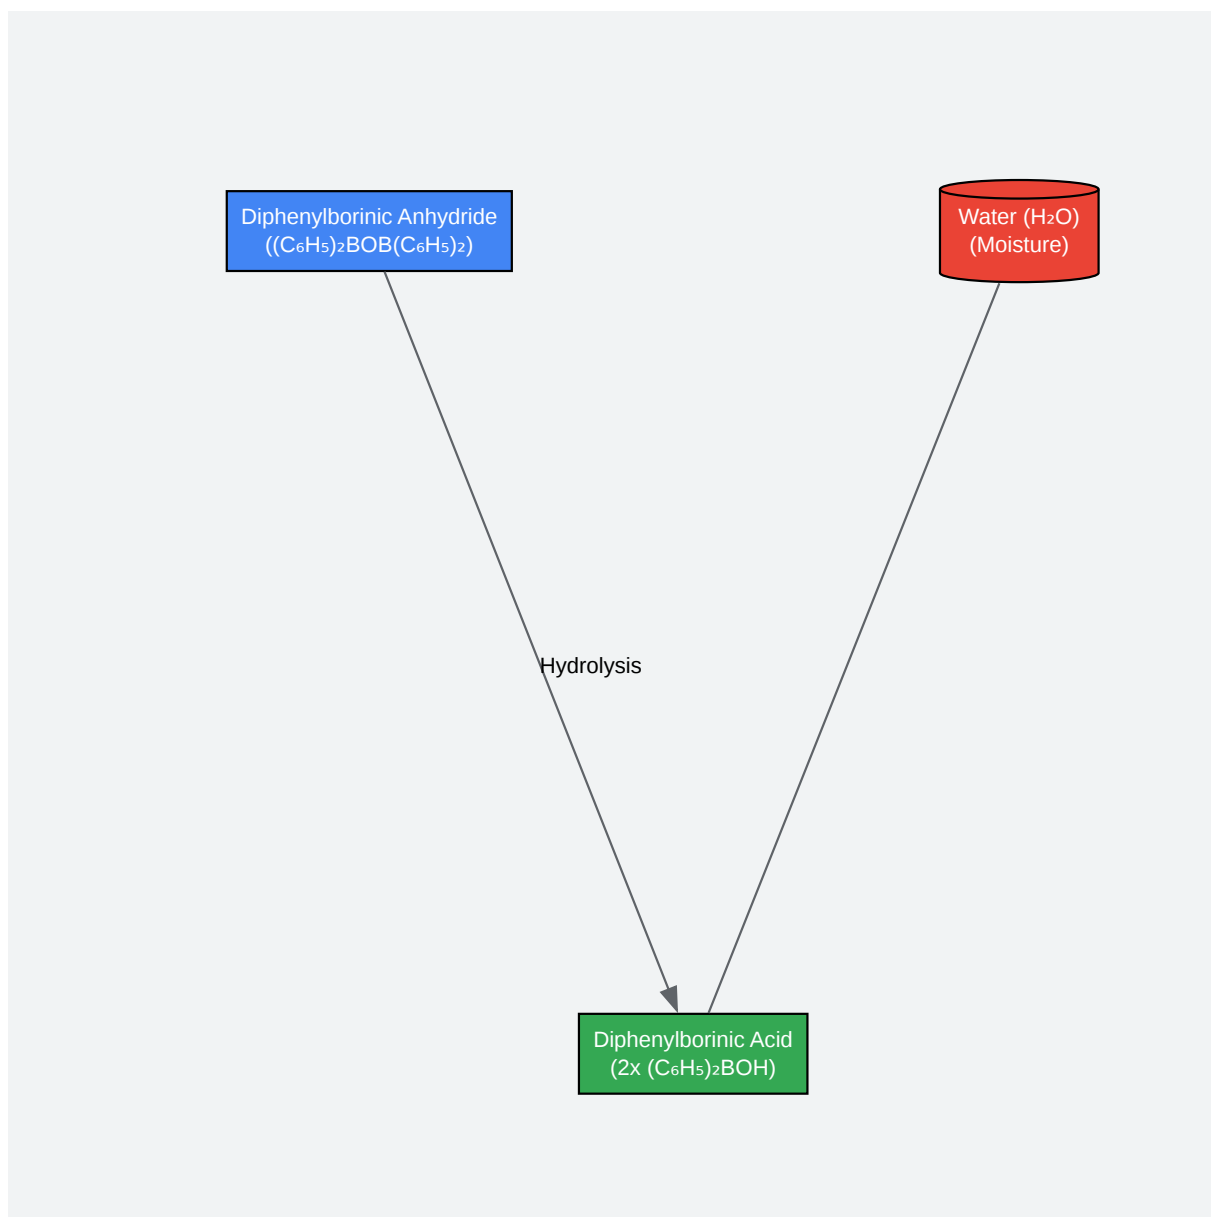 Diphenylborinic Anhydride
((C₆H₅)₂BOB(C₆H₅)₂)
Water (H₂O)
(Moisture)
Hydrolysis
Diphenylborinic Acid
(2x (C₆H₅)₂BOH)